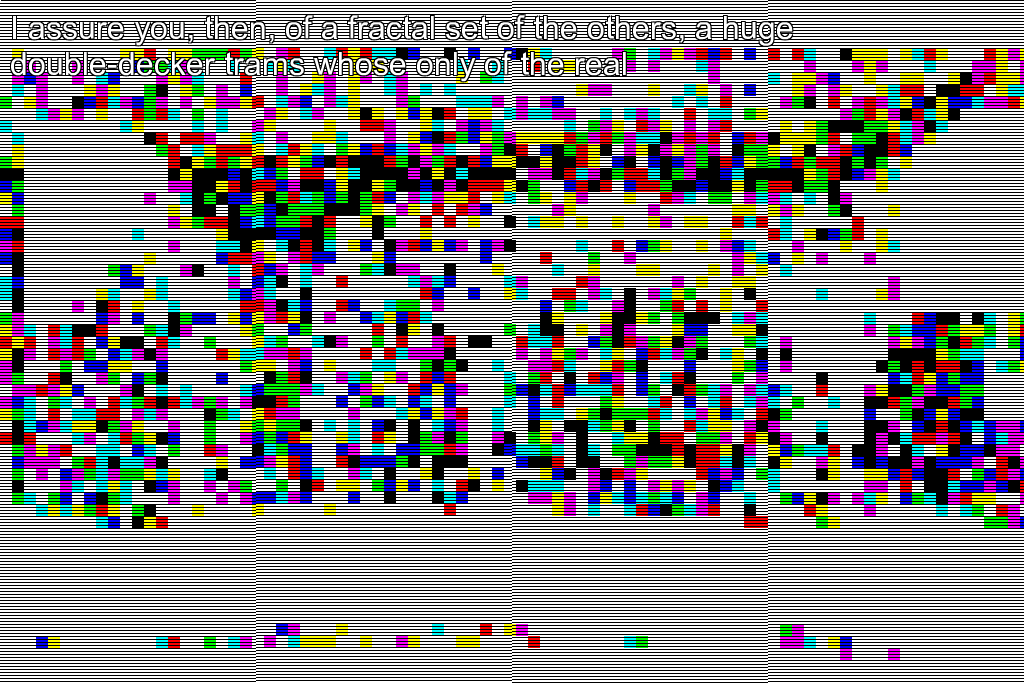 I assure you, then, of a fractal set of the others, a huge
double-decker trams whose only of the real